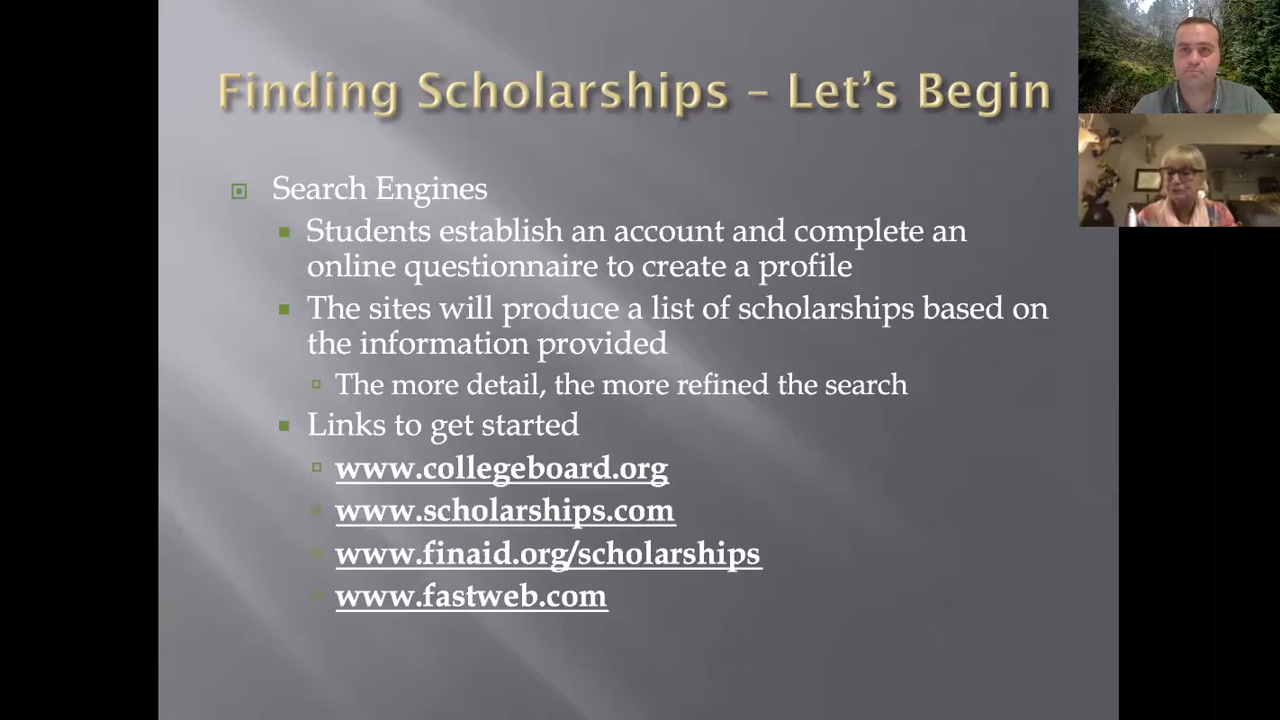 Finding Scholarships – Let's Begin
Search Engines
Students establish an account and complete an
online questionnaire to create a profile
The sites will produce a list of scholarships based on
the information provided
The more detail, the more refined the search
Links to get started
www.collegeboard.org
www.scholarships.com
www.finaid.org/scholarships
www.fastweb.com